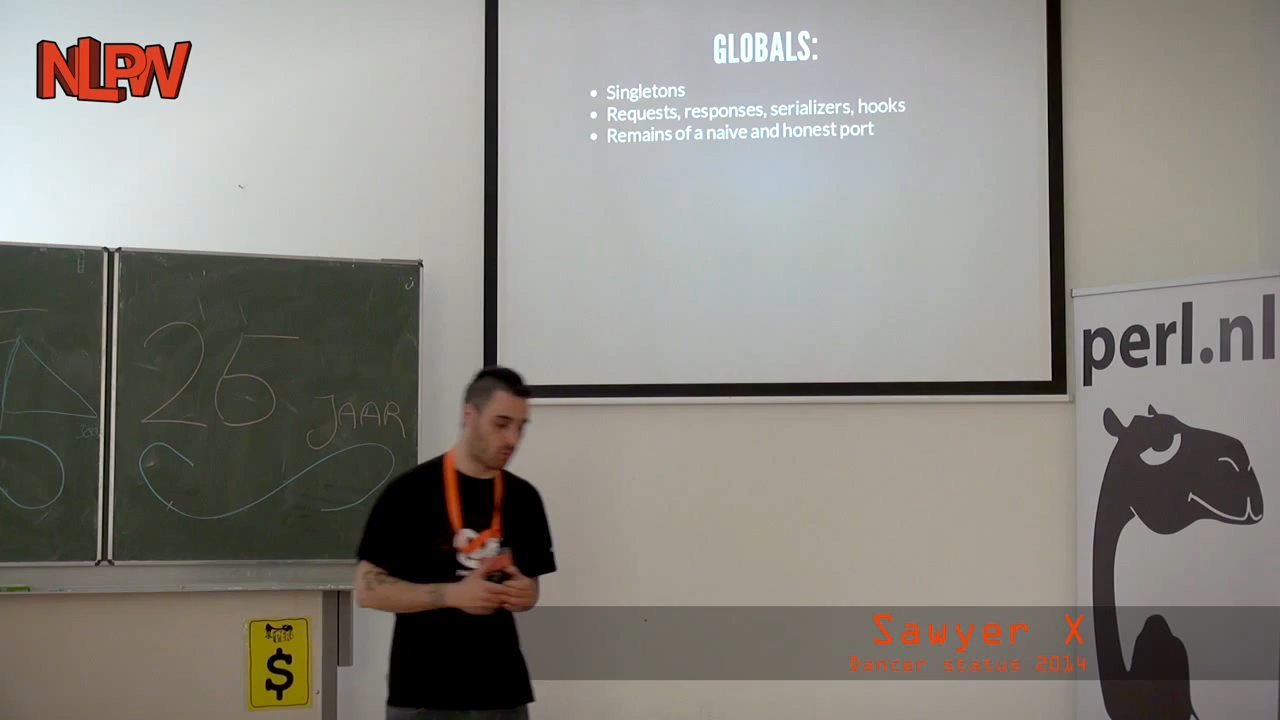 NLPW
GLOBALS:
Singletons
Requests, responses, serializers, hooks
Remains of a naive and honest port
25
JAAR
perl.nl
$
Sawyer X
Dancer status 2014